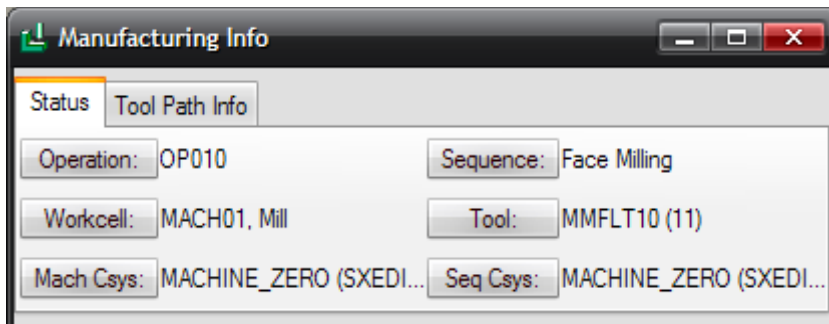 Manufacturing Info
Status Tool Path Info
Operation: OP010 Sequence: Face Milling
Workcell: MACH01, Mill Tool: MMFLT10 (11)
Mach Csys: MACHINE_ZERO (SXEDI... Seq Csys: MACHINE_ZERO (SXEDI...